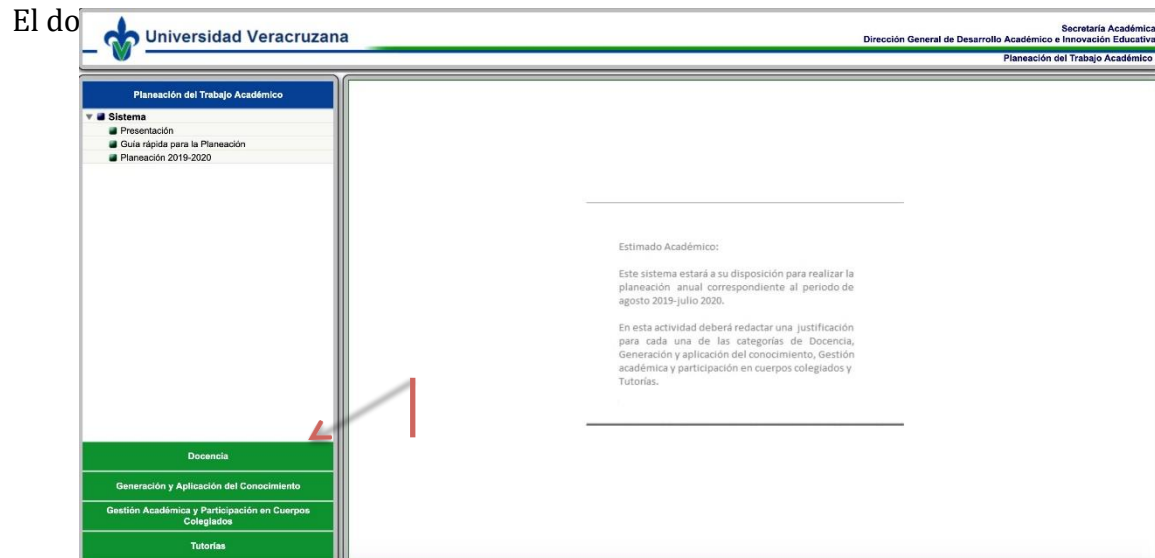 El do
Universidad Veracruzana
Secretaría Académica
Dirección General de Desarrollo Académico e Innovación Educativa
Planeación del Trabajo Académico
Planeación del Trabajo Académico
Sistema
Presentación
Guía rápida para la Planeación
Planeación 2019-2020
Estimado Académico:
Este sistema estará a su disposición para realizar la
planeación anual correspondiente al periodo de
agosto 2019-julio 2020.
En esta actividad deberá redactar una justificación
para cada una de las categorías de Docencia,
Generación y aplicación del conocimiento, Gestión
académica y participación en cuerpos colegiados y
Tutorías.
Docencia
Generación y Aplicación del Conocimiento
Gestión Académica y Participación en Cuerpos
Colegiados
Tutorías